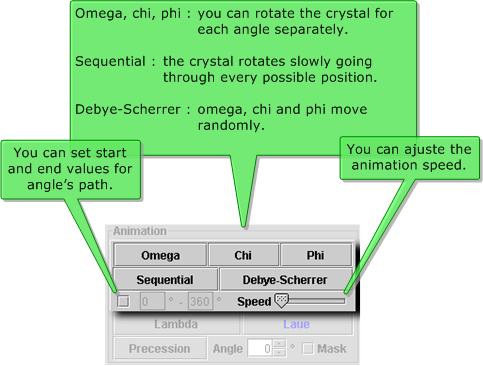 Omega, chi, phi : you can rotate the crystal for
each angle separately.
Sequential : the crystal rotates slowly going
through every possible position.
Debye-Scherrer : omega, chi and phi move
randomly.
You can set start
and end values for
angle's path.
You can ajuste the
animation speed.
Animation
Omega Chi Phi
Sequential Debye-Scherrer
0 ° - 360 ° Speed
Lambda Laue
Precession Angle 0 ° Mask